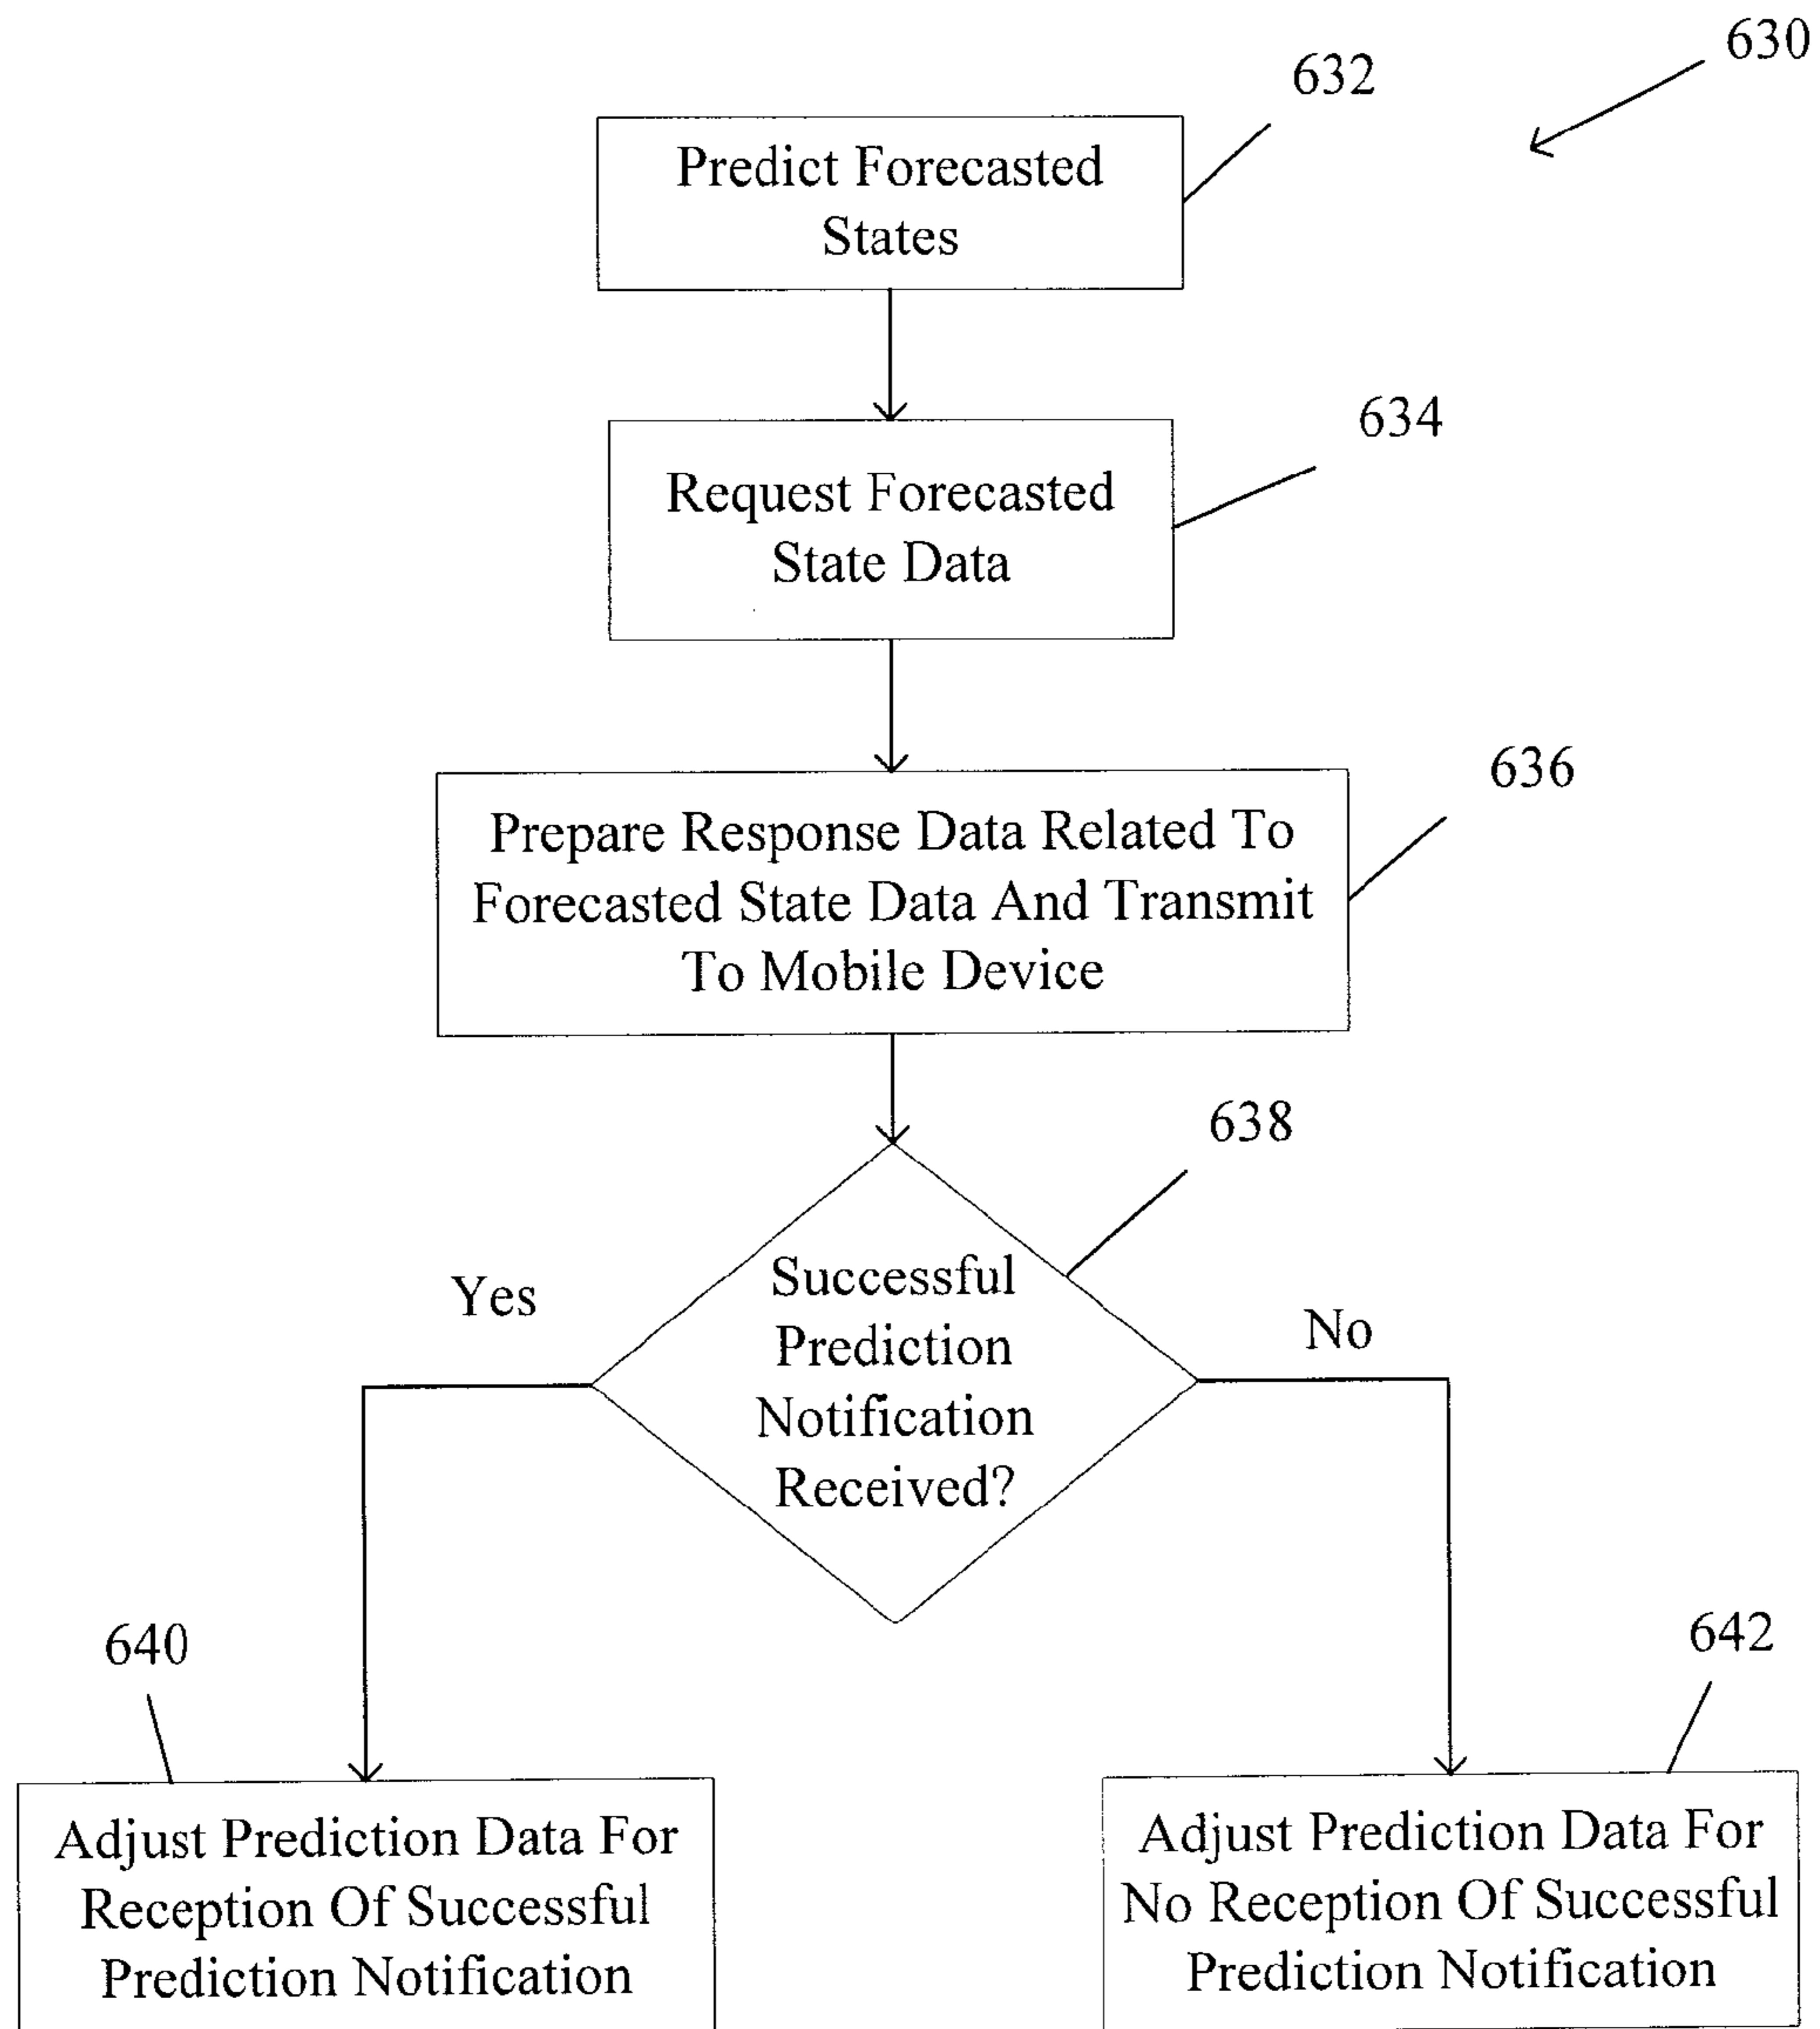 630
632
Predict Forecasted
States
634
Request Forecasted
State Data
636
Prepare Response Data Related To
Forecasted State Data And Transmit
To Mobile Device
638
Successful
Prediction
Notification
Received?
Yes
No
640
642
Adjust Prediction Data For
Reception Of Successful
Prediction Notification
Adjust Prediction Data For
No Reception Of Successful
Prediction Notification